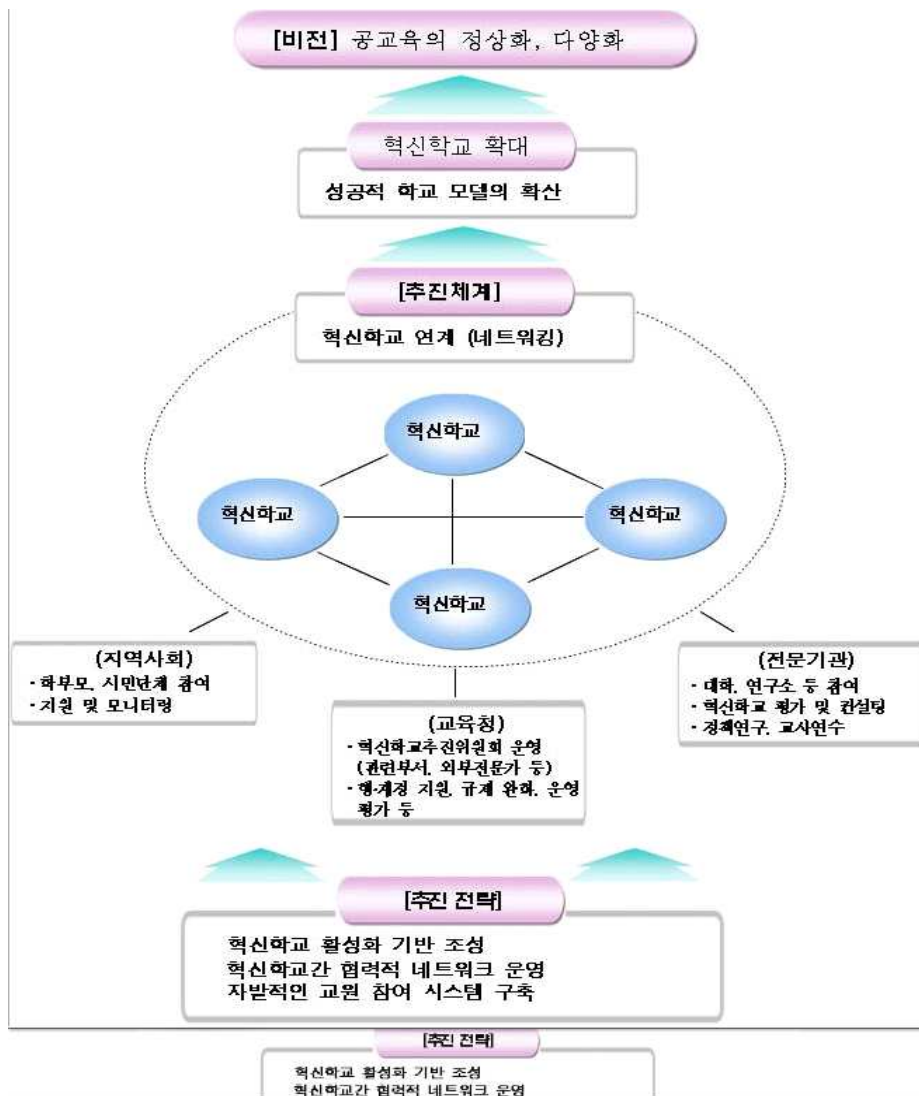 [비전] 공교육의 정상화, 다양화
혁신학교 확대
성공적 학교 모델의 확산
[추진체계]
혁신학교 연계 (네트워킹)
혁신학교
혁신학교
혁신학교
혁신학교
(지역사회)
· 학부모, 시민단체 참여
· 지원 및 모니터링
(교육청)
· 혁신학교추진위원회 운영
(관련부서, 외부전문가 등)
· 행·재정 지원, 규제 완화, 운영
평가 등
(전문기관)
· 대학, 연구소 등 참여
· 혁신학교 평가 및 컨설팅
· 정책연구, 교사연수
[추진 전략]
혁신학교 활성화 기반 조성
혁신학교간 협력적 네트워크 운영
자발적인 교원 참여 시스템 구축
[추진 전략]
혁신학교 활성화 기반 조성
혁신학교간 협력적 네트워크 운영